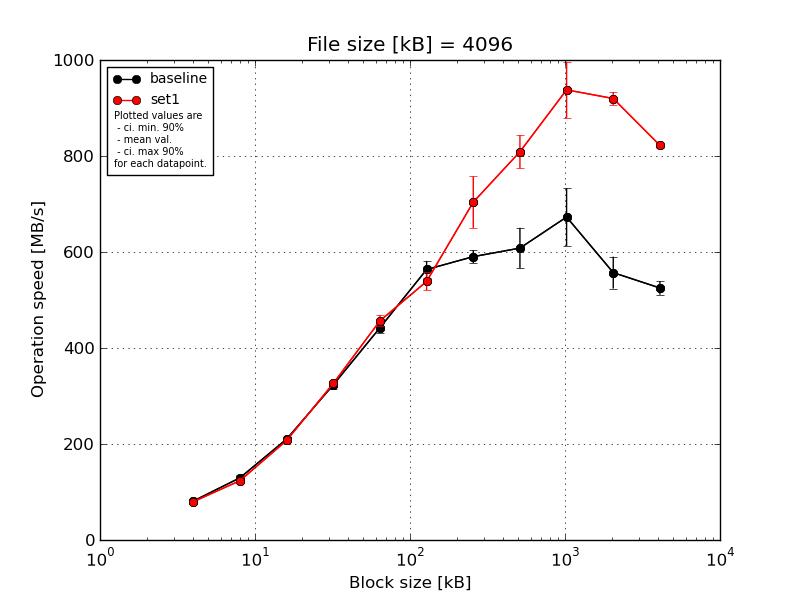 File size [kB] = 4096
baseline
set1
Plotted values are
- ci. min. 90%
- mean val.
- ci. max 90%
for each datapoint.
1000
800
600
400
200
0
Operation speed [MB/s]
10^0 10^1 10^2 10^3 10^4
Block size [kB]